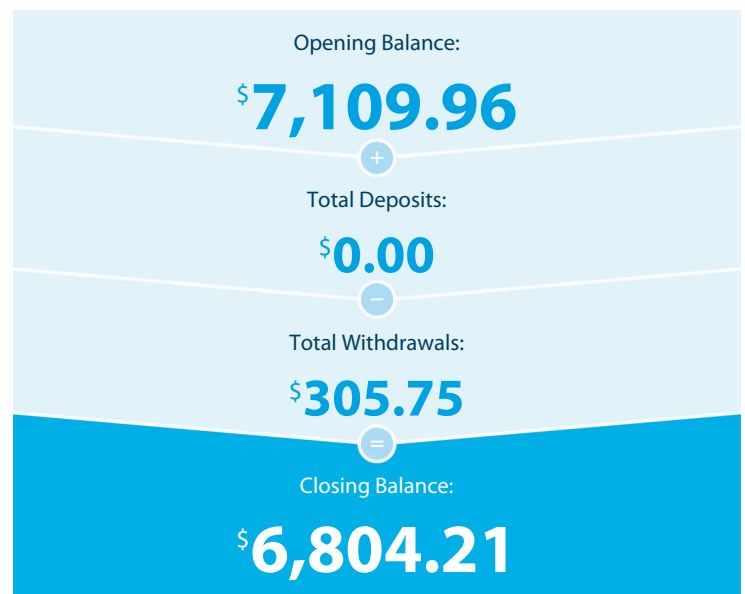 Opening Balance:
$7,109.96
+
Total Deposits:
$0.00
−
Total Withdrawals:
$305.75
=
Closing Balance:
$6,804.21